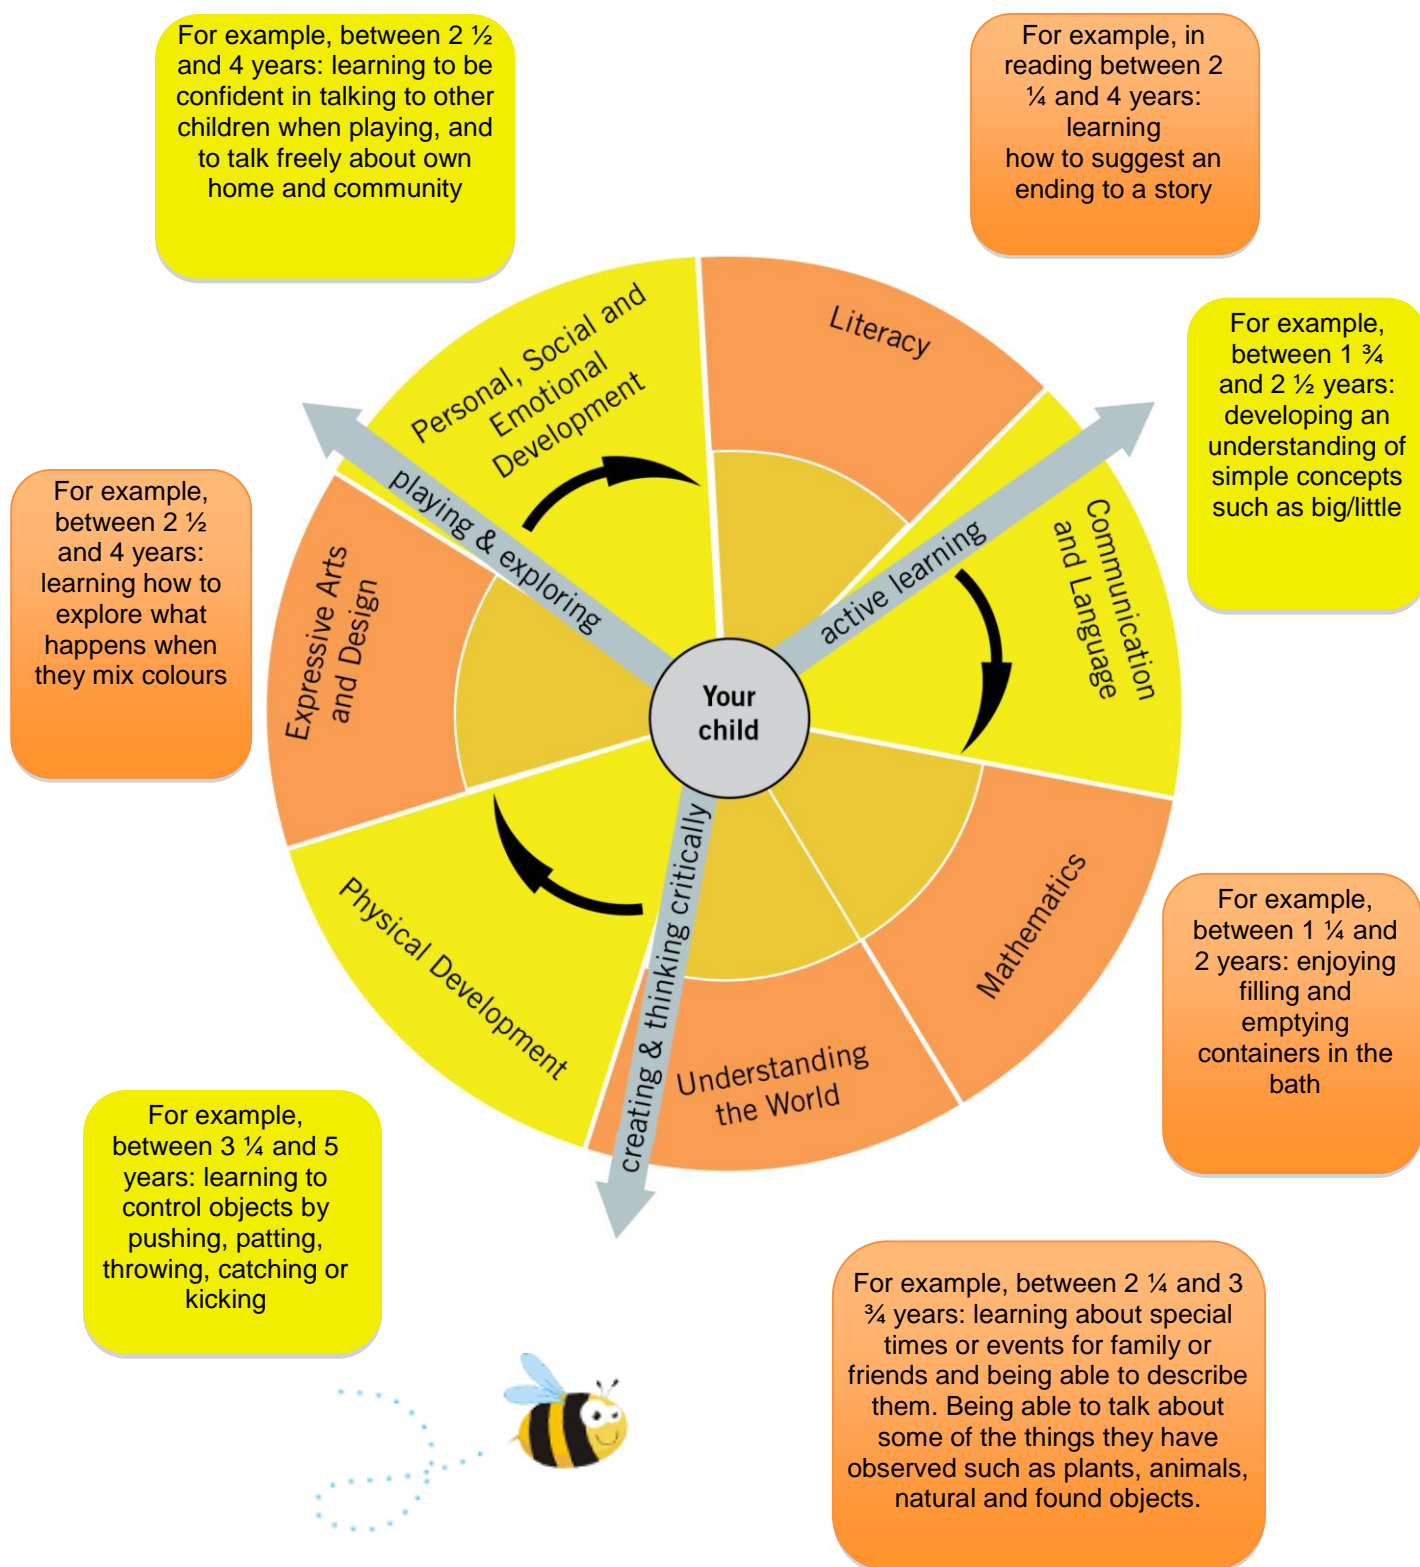 For example, between 2 ½
and 4 years: learning to be
confident in talking to other
children when playing, and
to talk freely about own
home and community
For example, in
reading between 2
¼ and 4 years:
learning
how to suggest an
ending to a story
For example,
between 1 ¾
and 2 ½ years:
developing an
understanding of
simple concepts
such as big/little
For example,
between 2 ½
and 4 years:
learning how to
explore what
happens when
they mix colours
Personal, Social and
Emotional
Development
Literacy
Communication
and Language
playing & exploring
active learning
Expressive Arts
and Design
Your
child
creating & thinking critically
Physical Development
Understanding
the World
Mathematics
For example,
between 1 ¼ and
2 years: enjoying
filling and
emptying
containers in the
bath
For example,
between 3 ¼ and 5
years: learning to
control objects by
pushing, patting,
throwing, catching or
kicking
For example, between 2 ¼ and 3
¾ years: learning about special
times or events for family or
friends and being able to describe
them. Being able to talk about
some of the things they have
observed such as plants, animals,
natural and found objects.